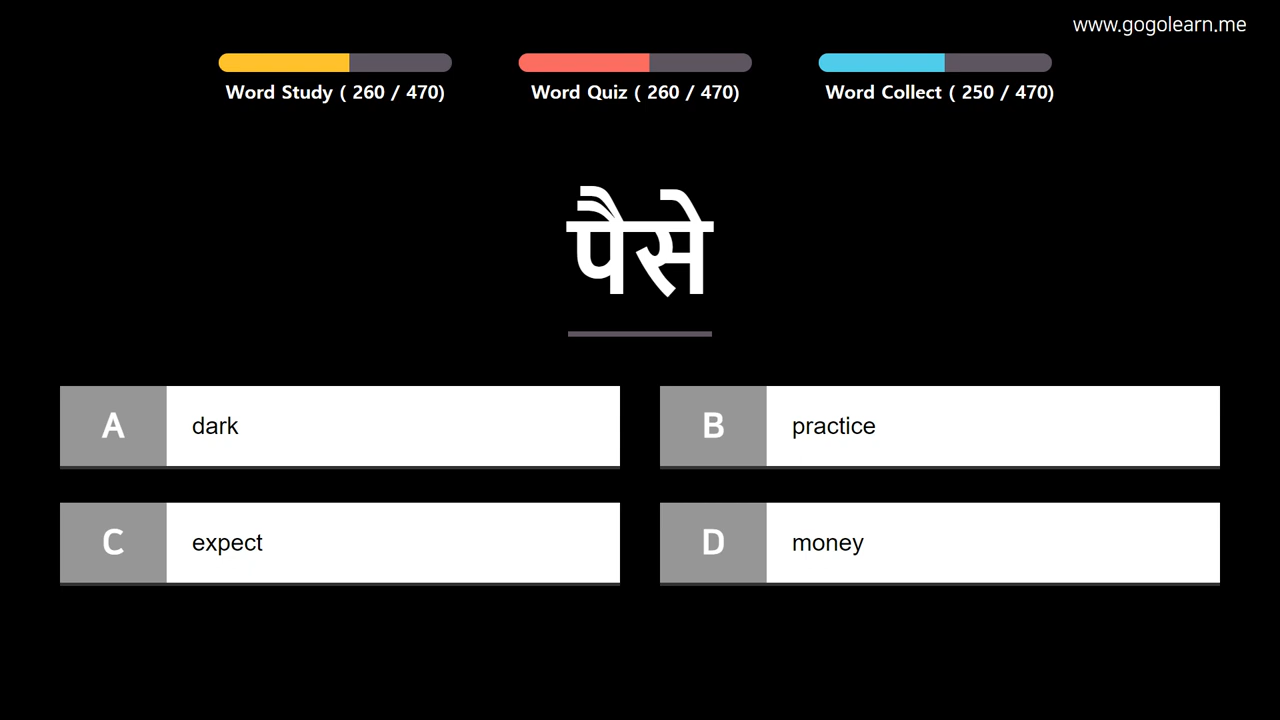 www.gogolearn.me
Word Study ( 260 / 470)
Word Quiz ( 260 / 470)
Word Collect ( 250 / 470)
पैसे
A dark
B practice
C expect
D money